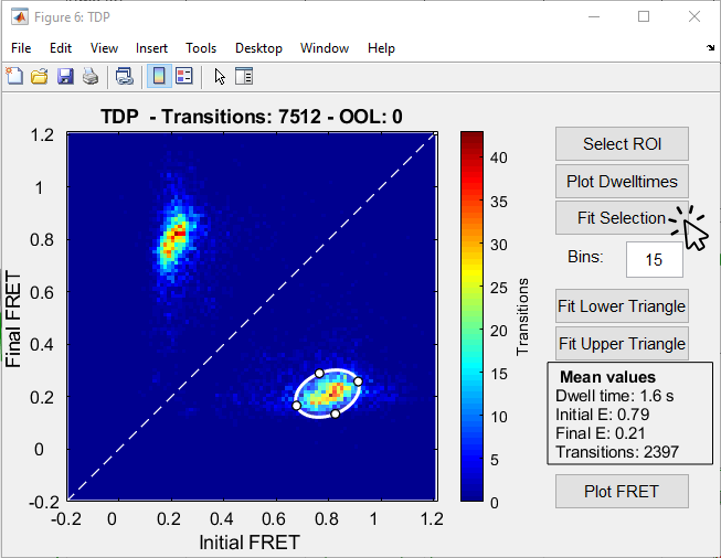 Figure 6: TDP
File Edit View Insert Tools Desktop Window Help
TDP - Transitions: 7512 - OOL: 0
1.2
1
0.8
0.6
0.4
0.2
0
-0.2
Final FRET
-0.2 0 0.2 0.4 0.6 0.8 1 1.2
Initial FRET
40
35
30
25
20
15
10
5
0
Transitions
Select ROI
Plot Dwelltimes
Fit Selection
Bins: 15
Fit Lower Triangle
Fit Upper Triangle
Mean values
Dwell time: 1.6 s
Initial E: 0.79
Final E: 0.21
Transitions: 2397
Plot FRET